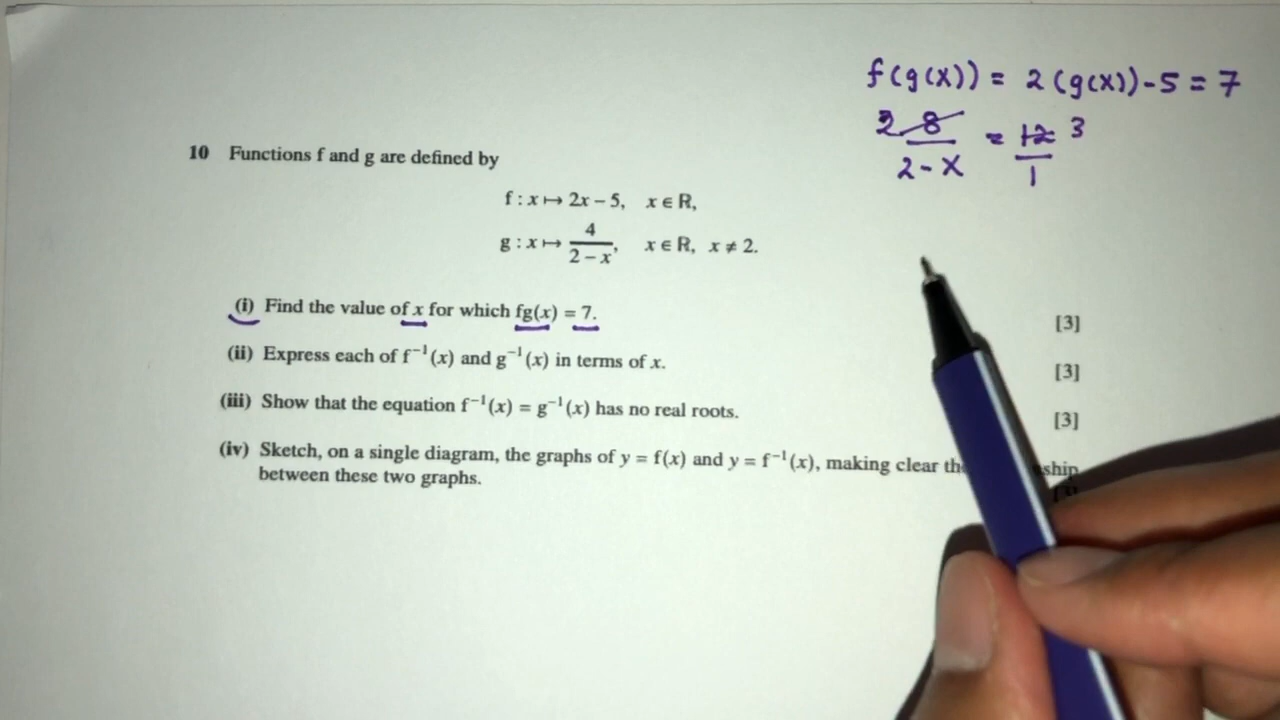 f(g(x)) = 2(g(x))-5 = 7
2 8 = 12 3
2-x 1
10 Functions f and g are defined by
f : x ↦ 2x − 5, x ∈ ℝ,
g : x ↦ 4/(2 − x), x ∈ ℝ, x ≠ 2.
(i) Find the value of x for which fg(x) = 7. [3]
(ii) Express each of f⁻¹(x) and g⁻¹(x) in terms of x. [3]
(iii) Show that the equation f⁻¹(x) = g⁻¹(x) has no real roots. [3]
(iv) Sketch, on a single diagram, the graphs of y = f(x) and y = f⁻¹(x), making clear
between these two graphs.